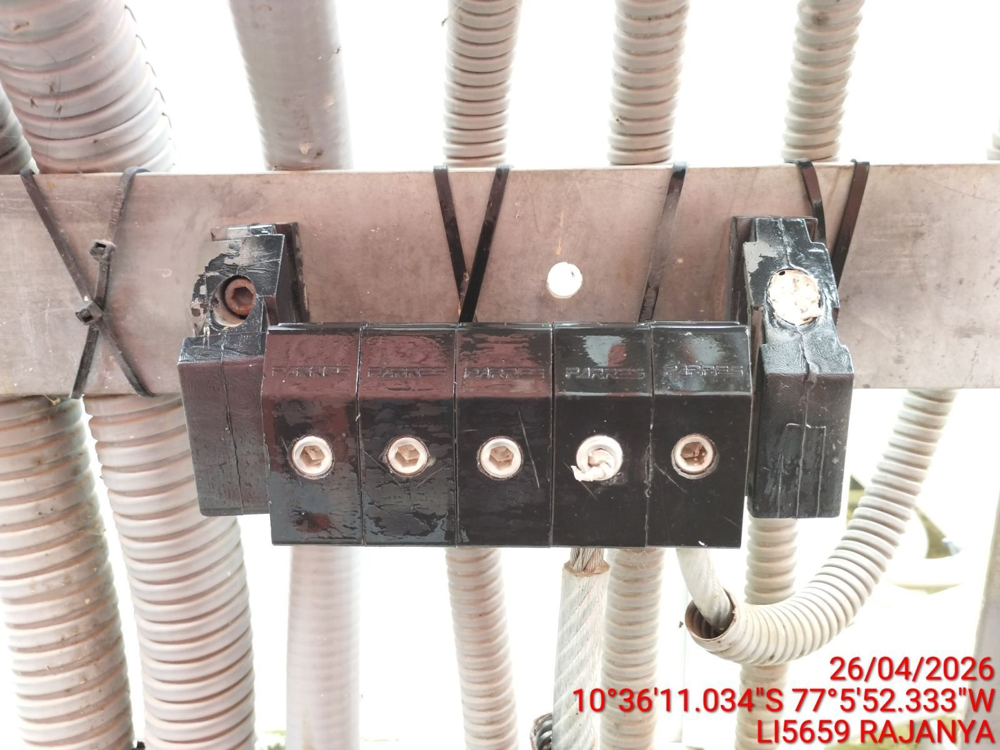 PARRES PARRES PARRES PARRES PARRES
26/04/2026
10°36'11.034"S 77°5'52.333"W
LI5659 RAJANYA